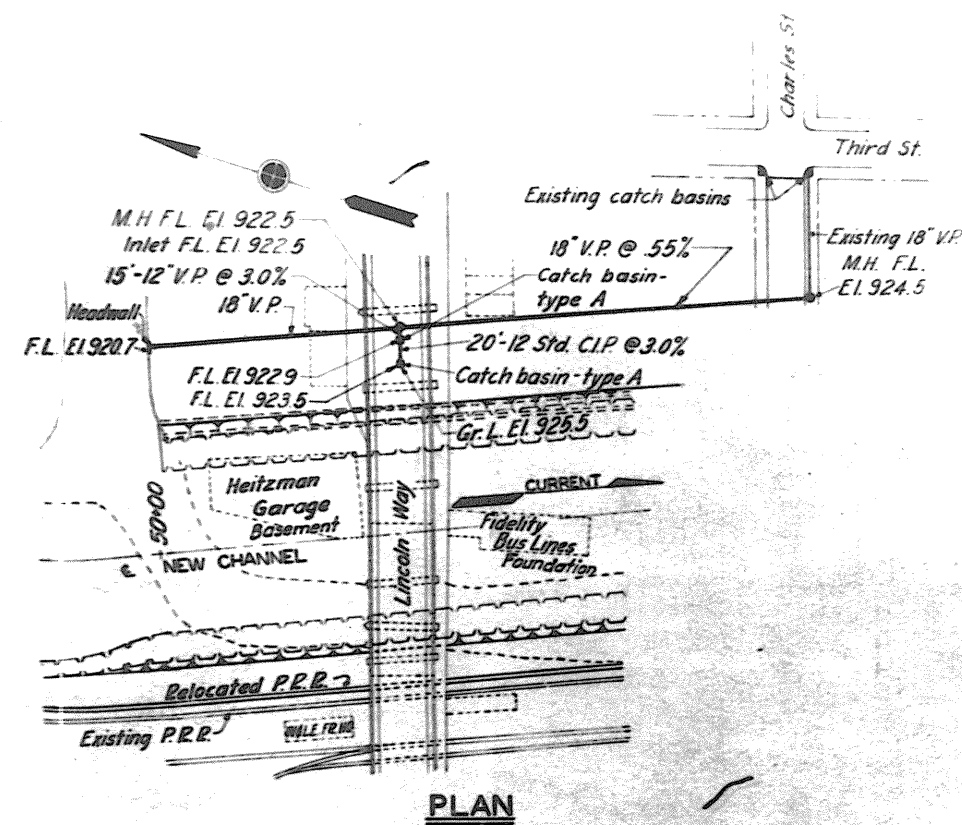 Charles St
Third St.
Existing catch basins
M.H F.L. El. 922.5
Inlet F.L. El. 922.5
18" V.P. @ .55%
Existing 18" V.P.
M.H. F.L.
El. 924.5
15'-12" V.P. @ 3.0%
Catch basin-
type A
18" V.P.
Headwall
F.L. El. 920.7
20'-12 Std. C.I.P. @ 3.0%
F.L. El. 922.9
Catch basin-type A
F.L. El. 923.5
Gr. L. El. 925.5
Heitzman
Garage
Basement
50+00
Lincoln Way
CURRENT
Fidelity
Bus Lines
Foundation
℄ NEW CHANNEL
Relocated P.R.R.
Existing P.R.R.
PLAN